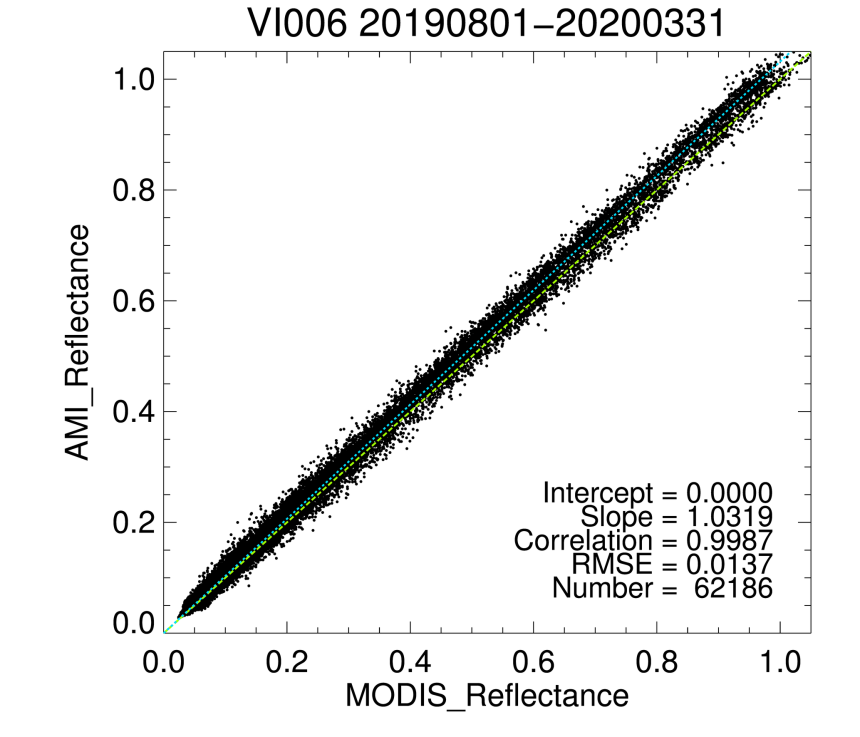 VI006 20190801−20200331
1.0
0.8
0.6
0.4
0.2
0.0
AMI_Reflectance
Intercept = 0.0000
Slope = 1.0319
Correlation = 0.9987
RMSE = 0.0137
Number = 62186
0.0 0.2 0.4 0.6 0.8 1.0
MODIS_Reflectance